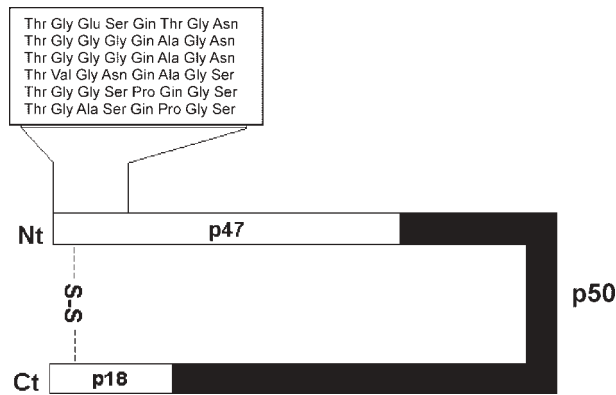 Thr Gly Glu Ser Gln Thr Gly Asn
Thr Gly Gly Gly Gln Ala Gly Asn
Thr Gly Gly Gly Gln Ala Gly Asn
Thr Val Gly Asn Gln Ala Gly Ser
Thr Gly Gly Ser Pro Gln Gly Ser
Thr Gly Ala Ser Gln Pro Gly Ser
Nt
p47
S-S
p50
Ct
p18